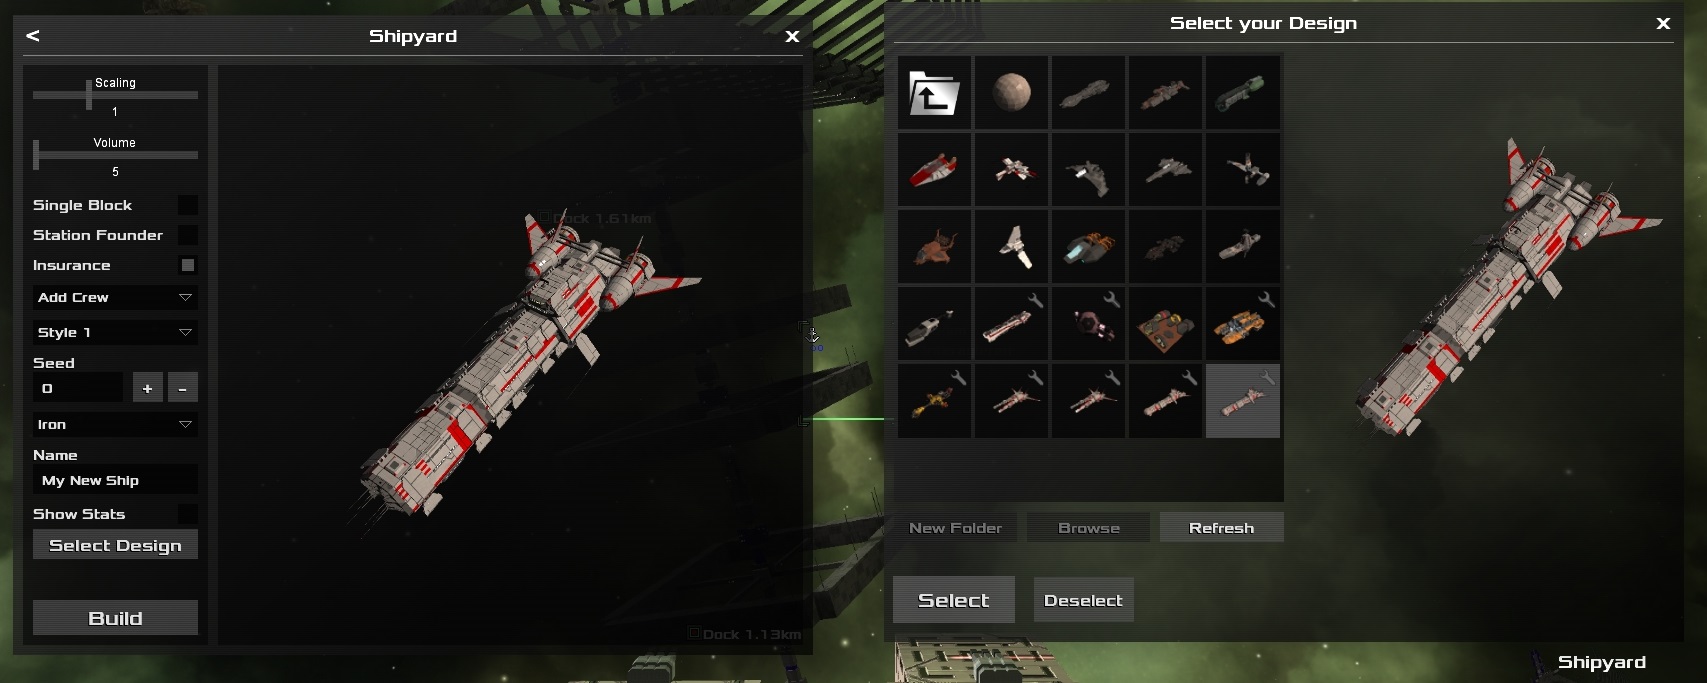 <
Shipyard
X
Scaling
1
Volume
5
Single Block
Station Founder
Insurance
Add Crew
Style 1
Seed
0
+
-
Iron
Name
My New Ship
Show Stats
Select Design
Build
Dock 1.61km
Dock 1.13km
Select your Design
X
New Folder
Browse
Refresh
Select
Deselect
Shipyard